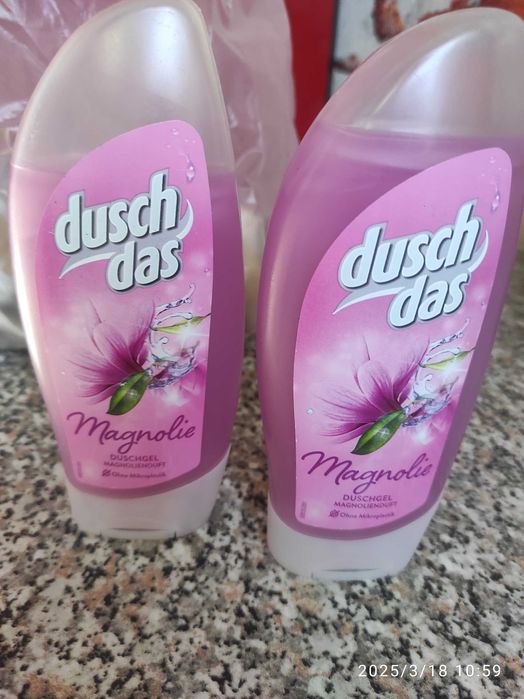 dusch
das
Magnolie
DUSCHGEL
MAGNOLIENDUFT
Ohne Mikroplastik
dusch
das
Magnolie
DUSCHGEL
MAGNOLIENDUFT
Ohne Mikroplastik
2025/3/18 10:59